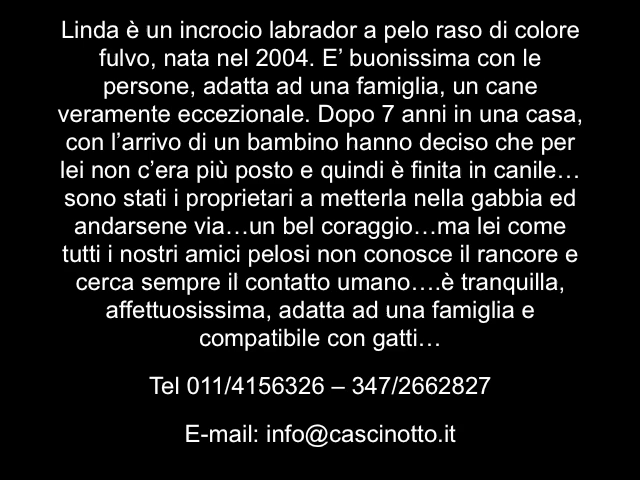 Linda è un incrocio labrador a pelo raso di colore
fulvo, nata nel 2004. E’ buonissima con le
persone, adatta ad una famiglia, un cane
veramente eccezionale. Dopo 7 anni in una casa,
con l’arrivo di un bambino hanno deciso che per
lei non c’era più posto e quindi è finita in canile…
sono stati i proprietari a metterla nella gabbia ed
andarsene via…un bel coraggio…ma lei come
tutti i nostri amici pelosi non conosce il rancore e
cerca sempre il contatto umano….è tranquilla,
affettuosissima, adatta ad una famiglia e
compatibile con gatti…
Tel 011/4156326 – 347/2662827
E-mail: info@cascinotto.it